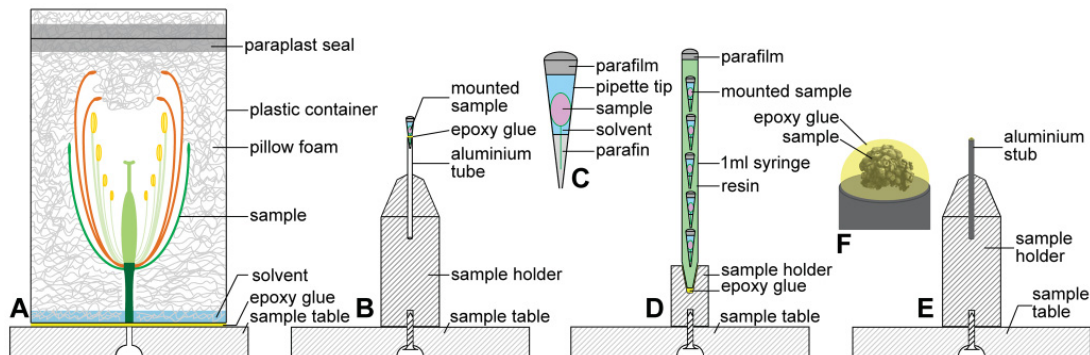 paraplast seal
plastic container
pillow foam
sample
solvent
epoxy glue
sample table
A
mounted
sample
epoxy glue
aluminium
tube
sample holder
sample table
B
parafilm
pipette tip
sample
solvent
parafin
C
parafilm
mounted sample
1ml syringe
resin
sample holder
epoxy glue
sample table
D
epoxy glue
sample
F
aluminium
stub
sample
holder
sample
table
E